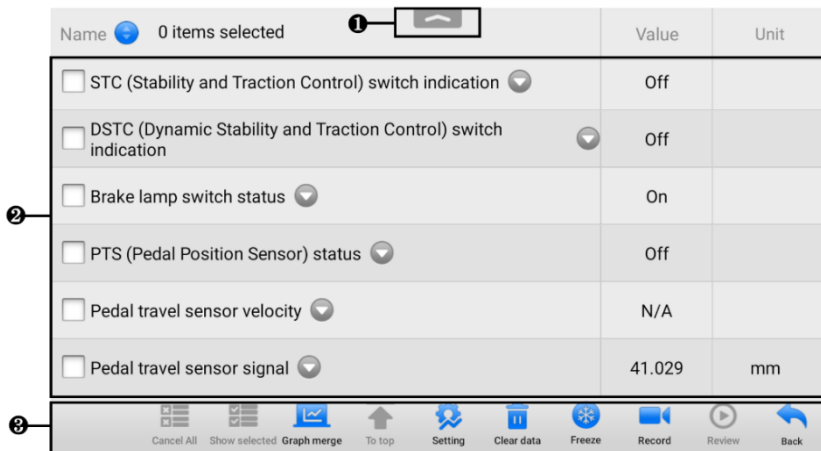 Name 0 items selected ❶ Value Unit
STC (Stability and Traction Control) switch indication Off
DSTC (Dynamic Stability and Traction Control) switch
indication Off
❷
Brake lamp switch status On
PTS (Pedal Position Sensor) status Off
Pedal travel sensor velocity N/A
Pedal travel sensor signal 41.029 mm
❸
Cancel All Show selected Graph merge To top Setting Clear data Freeze Record Review Back